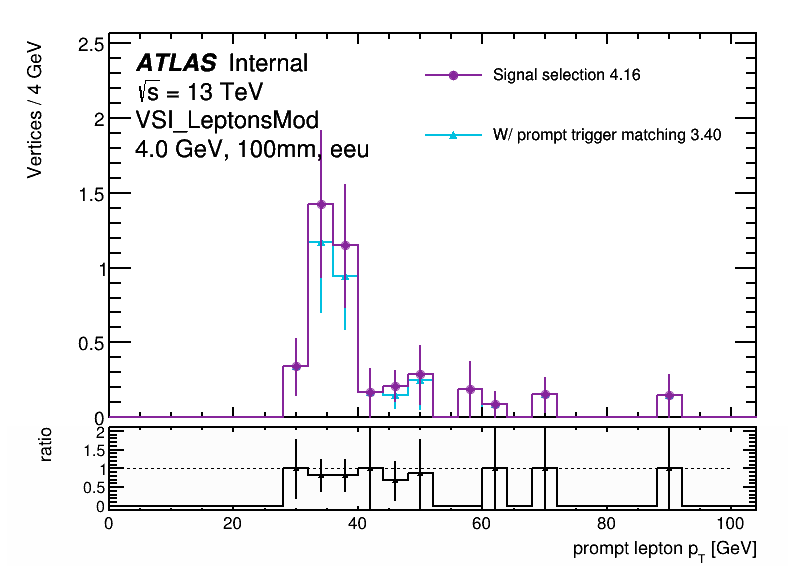 ATLAS Internal
√s = 13 TeV
VSI_LeptonsMod
4.0 GeV, 100mm, eeu
Signal selection 4.16
W/ prompt trigger matching 3.40
Vertices / 4 GeV
2.5
2
1.5
1
0.5
0
ratio
2
1.5
1
0.5
0
0 20 40 60 80 100
prompt lepton pT [GeV]